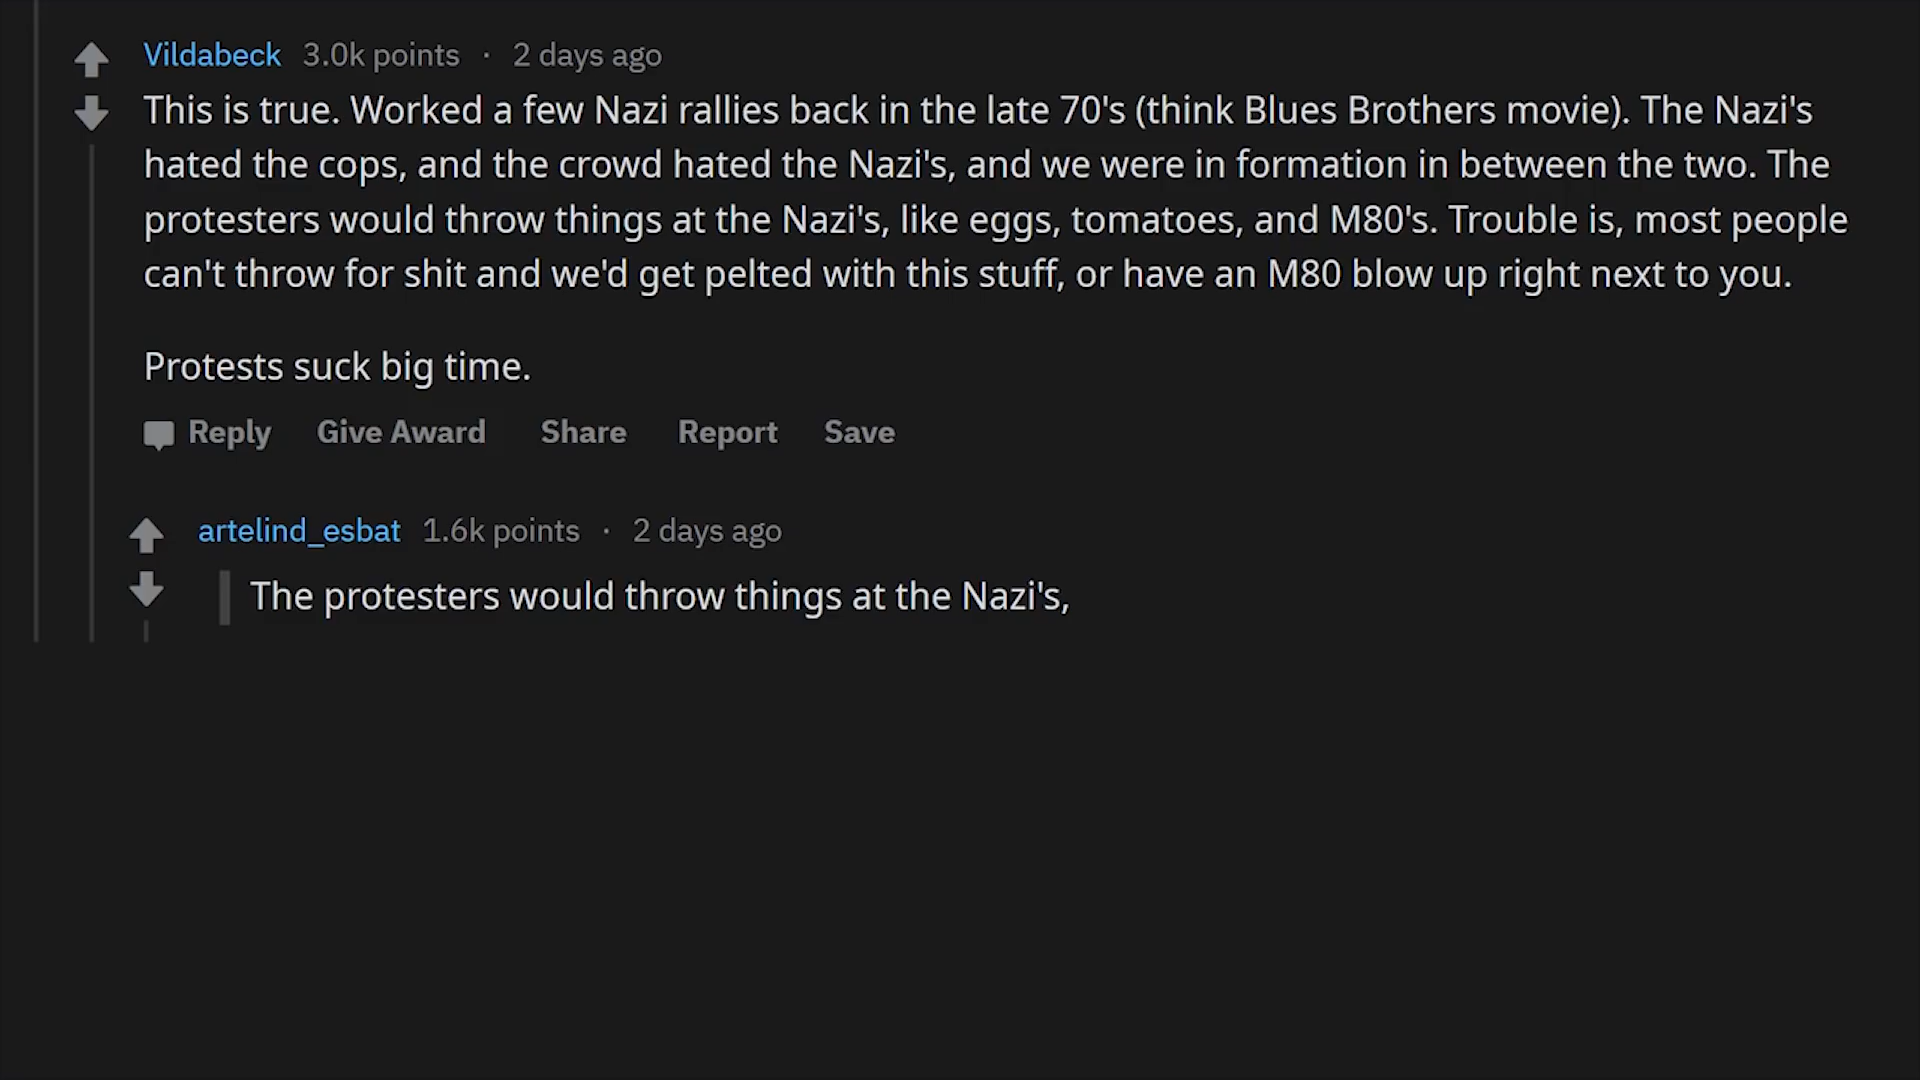 Vildabeck 3.0k points · 2 days ago
This is true. Worked a few Nazi rallies back in the late 70's (think Blues Brothers movie). The Nazi's
hated the cops, and the crowd hated the Nazi's, and we were in formation in between the two. The
protesters would throw things at the Nazi's, like eggs, tomatoes, and M80's. Trouble is, most people
can't throw for shit and we'd get pelted with this stuff, or have an M80 blow up right next to you.
Protests suck big time.
Reply Give Award Share Report Save
artelind_esbat 1.6k points · 2 days ago
The protesters would throw things at the Nazi's,